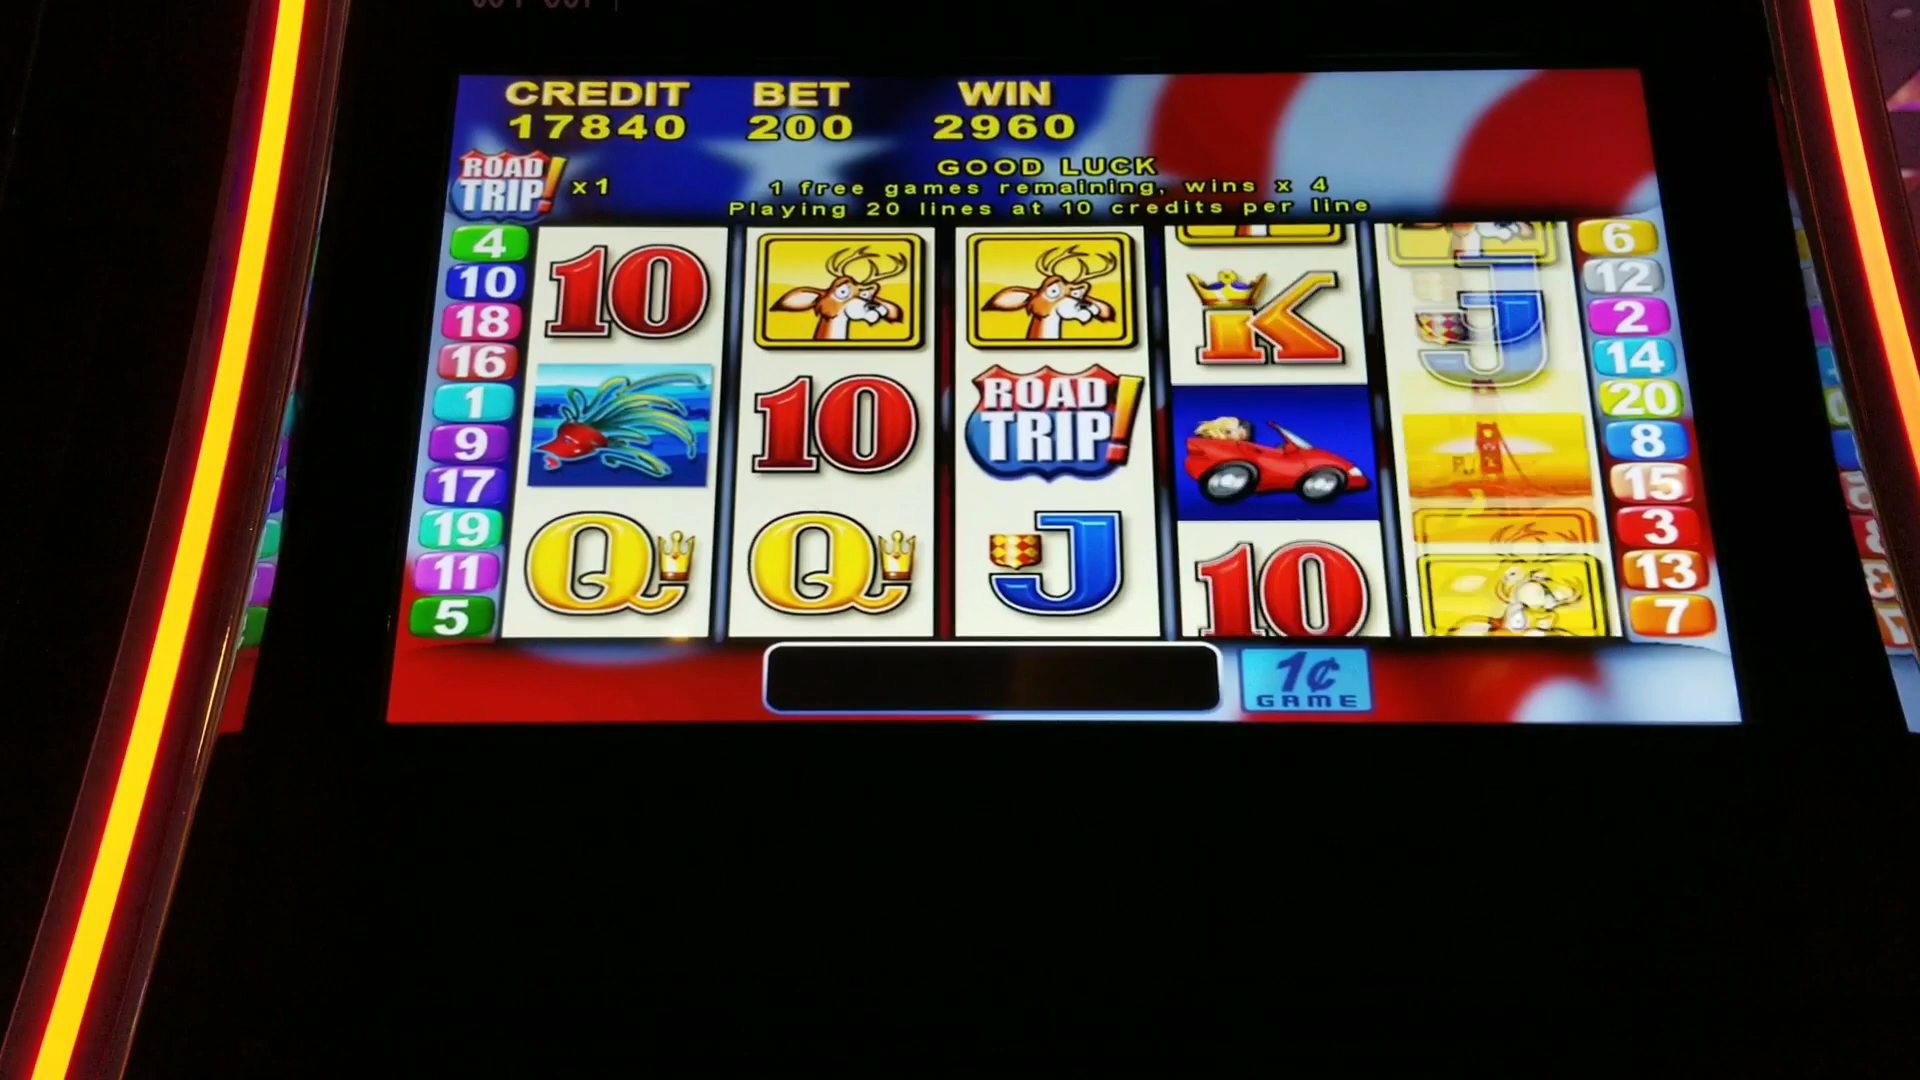 CREDIT BET WIN
17840 200 2960
ROAD TRIP! x1
GOOD LUCK
1 free games remaining, wins x 4
Playing 20 lines at 10 credits per line
4
10
18
16
1
9
17
19
11
5
10
Q
10
Q
ROAD TRIP!
J
K
10
J
6
12
2
14
20
8
15
3
13
7
1¢
GAME